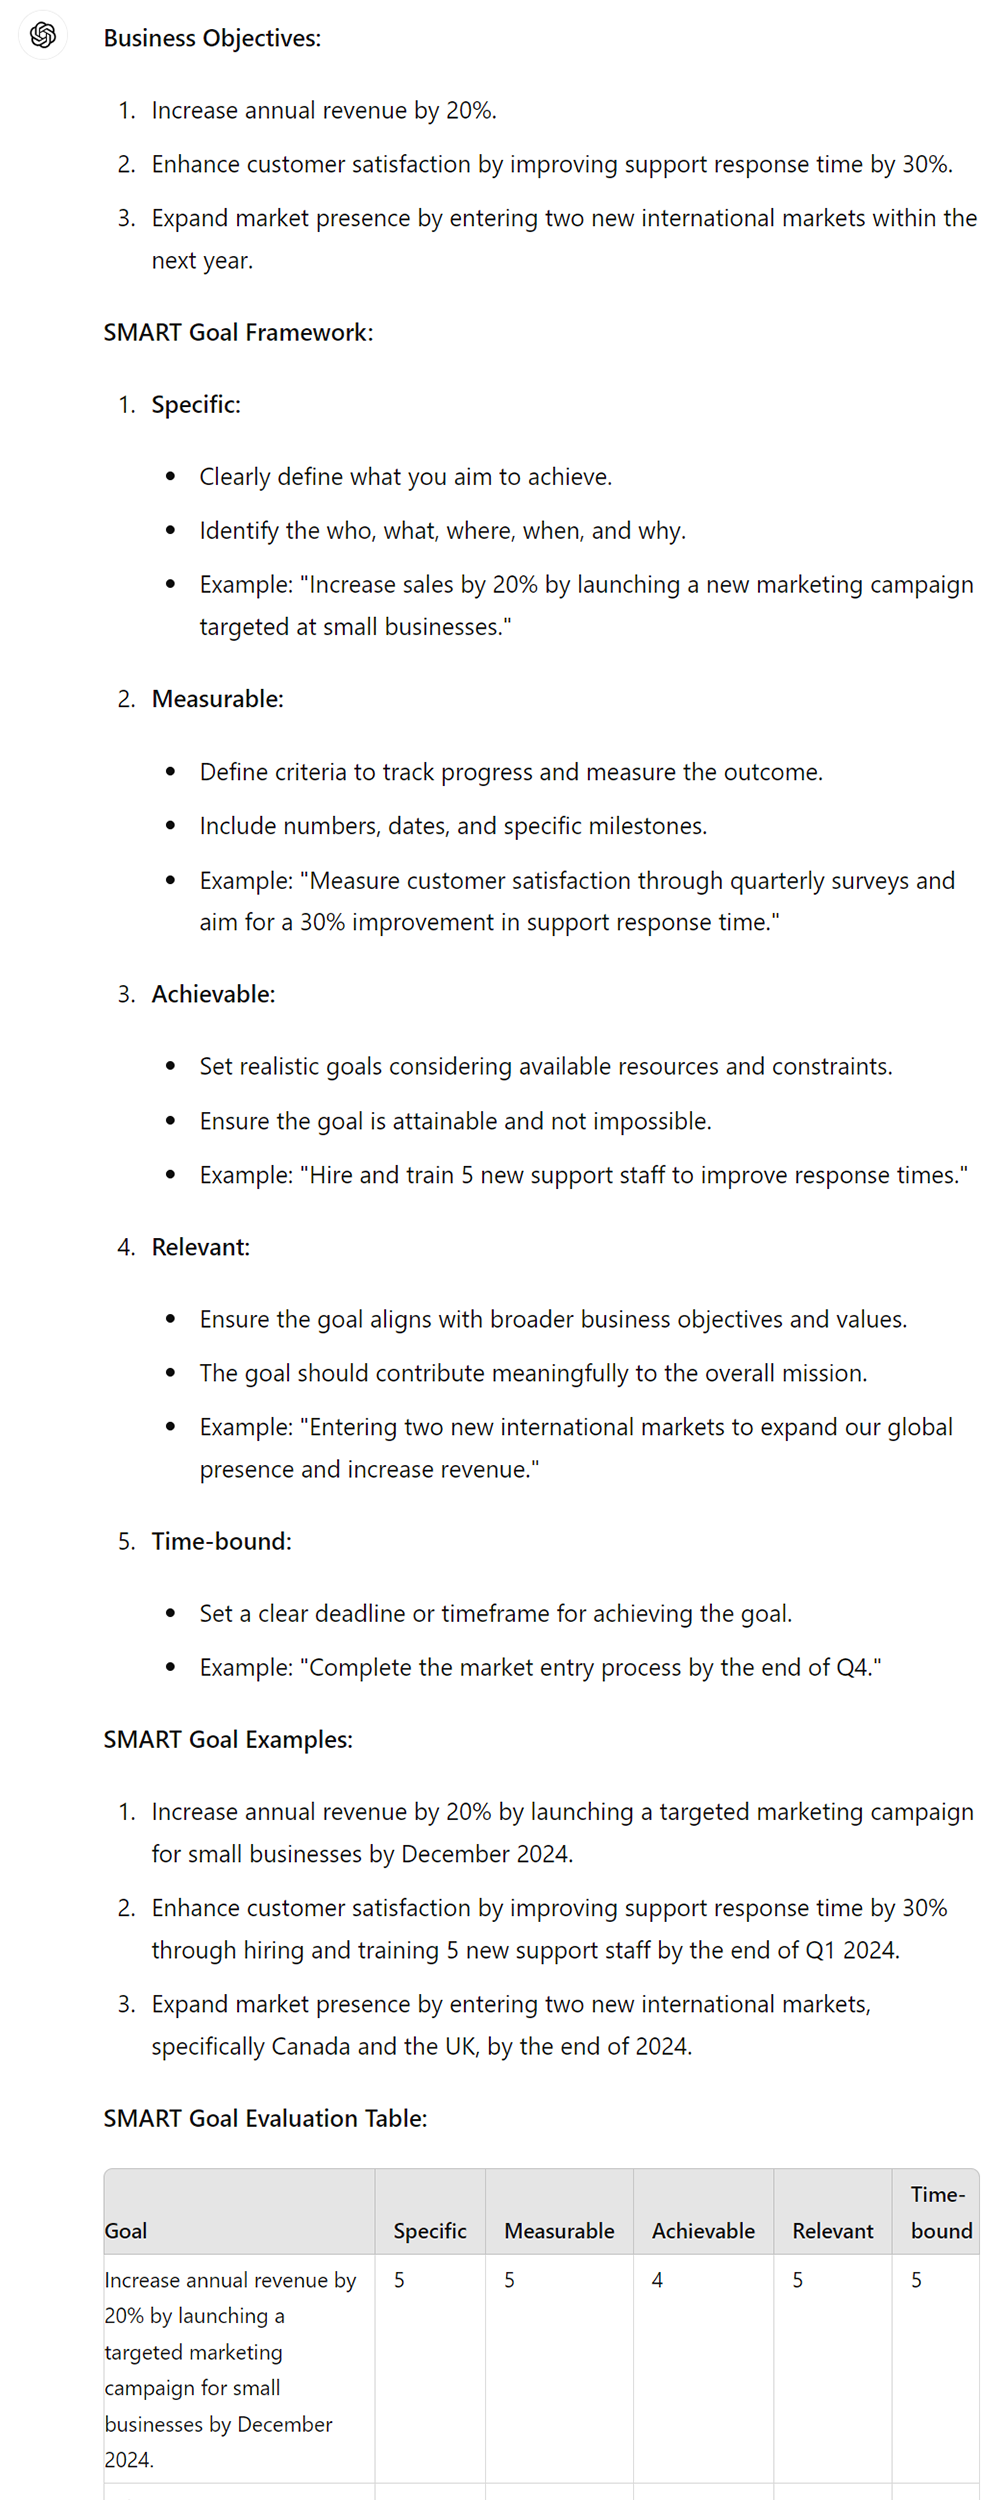 Business Objectives:
1. Increase annual revenue by 20%.
2. Enhance customer satisfaction by improving support response time by 30%.
3. Expand market presence by entering two new international markets within the
next year.
SMART Goal Framework:
1. Specific:
• Clearly define what you aim to achieve.
• Identify the who, what, where, when, and why.
• Example: "Increase sales by 20% by launching a new marketing campaign
targeted at small businesses."
2. Measurable:
• Define criteria to track progress and measure the outcome.
• Include numbers, dates, and specific milestones.
• Example: "Measure customer satisfaction through quarterly surveys and
aim for a 30% improvement in support response time."
3. Achievable:
• Set realistic goals considering available resources and constraints.
• Ensure the goal is attainable and not impossible.
• Example: "Hire and train 5 new support staff to improve response times."
4. Relevant:
• Ensure the goal aligns with broader business objectives and values.
• The goal should contribute meaningfully to the overall mission.
• Example: "Entering two new international markets to expand our global
presence and increase revenue."
5. Time-bound:
• Set a clear deadline or timeframe for achieving the goal.
• Example: "Complete the market entry process by the end of Q4."
SMART Goal Examples:
1. Increase annual revenue by 20% by launching a targeted marketing campaign
for small businesses by December 2024.
2. Enhance customer satisfaction by improving support response time by 30%
through hiring and training 5 new support staff by the end of Q1 2024.
3. Expand market presence by entering two new international markets,
specifically Canada and the UK, by the end of 2024.
SMART Goal Evaluation Table:
Time-
Goal Specific Measurable Achievable Relevant bound
Increase annual revenue by 5 5 4 5 5
20% by launching a
targeted marketing
campaign for small
businesses by December
2024.